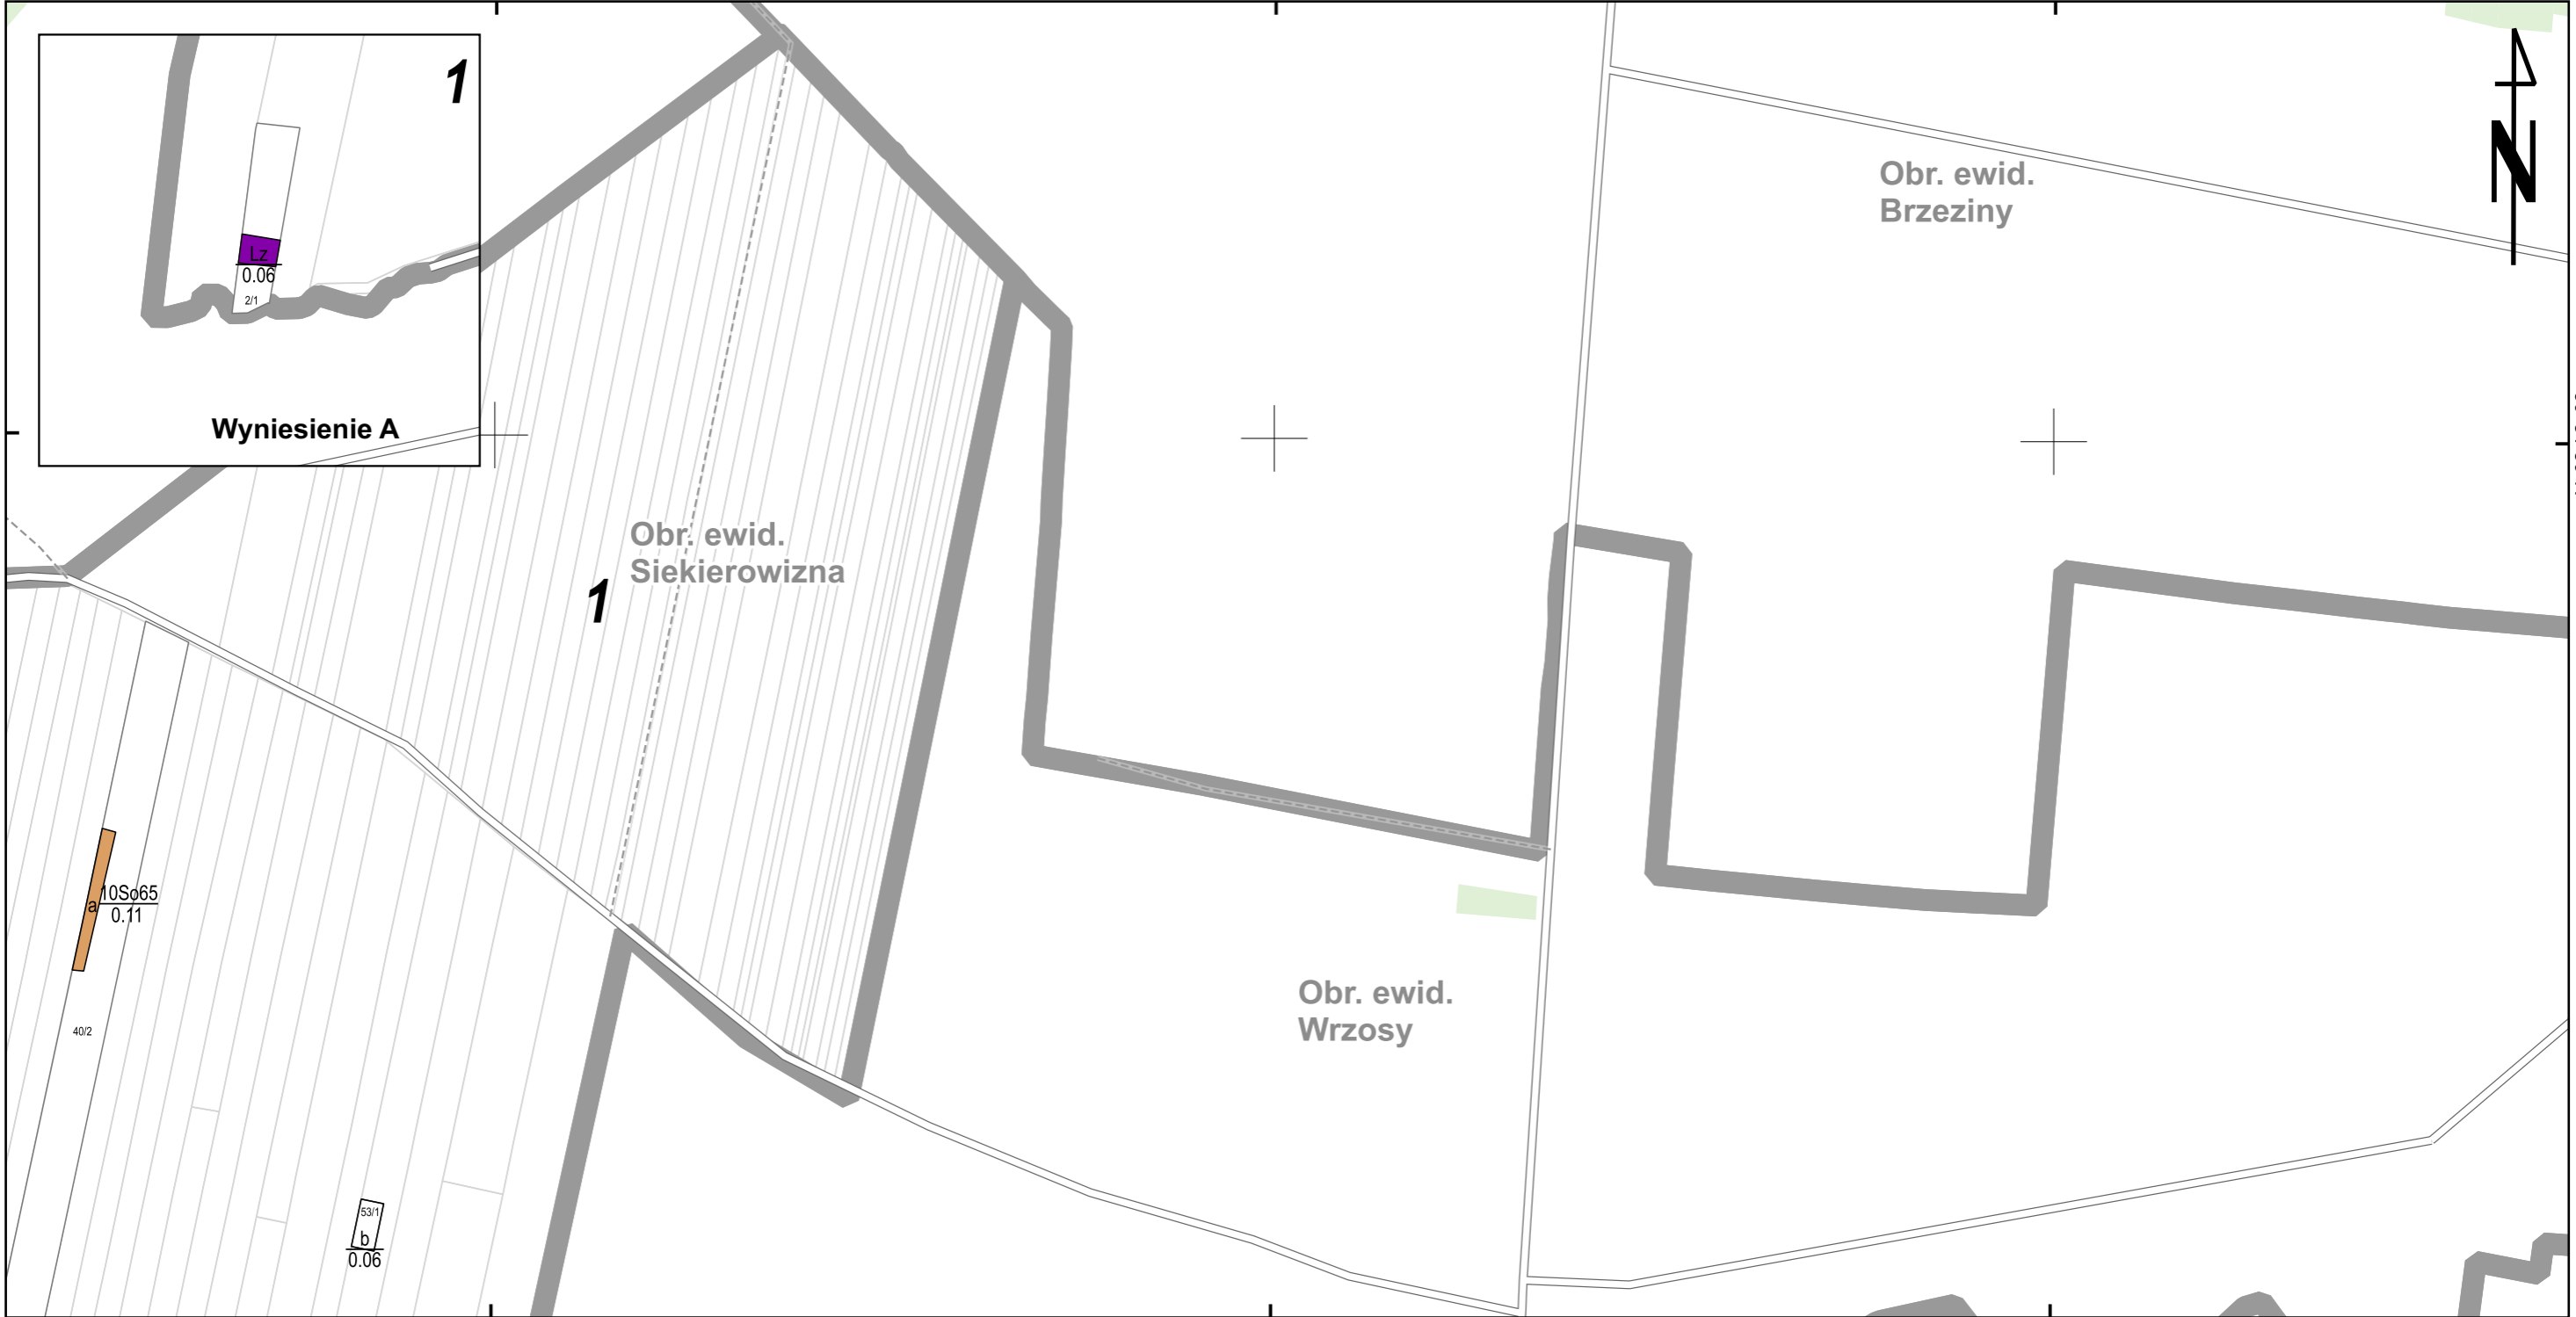 1
Lz
0.06
2/1
Wyniesienie A
N
Obr. ewid.
Brzeziny
Obr. ewid.
Siekierowizna
1
10So65
a
0.11
40/2
53/1
b
0.06
Obr. ewid.
Wrzosy